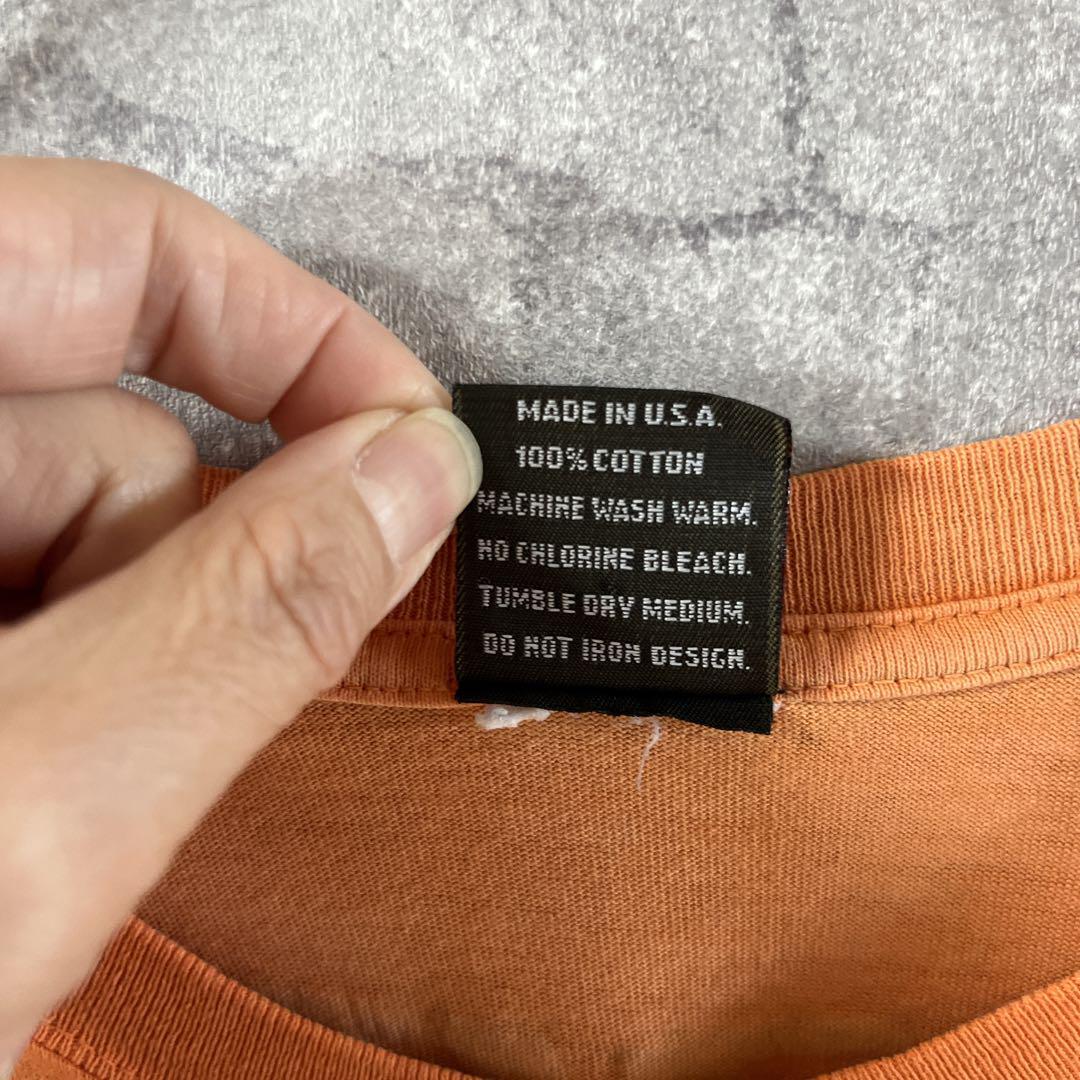 MADE IN U.S.A.
100% COTTON
MACHINE WASH WARM.
NO CHLORINE BLEACH.
TUMBLE DRY MEDIUM.
DO NOT IRON DESIGN.